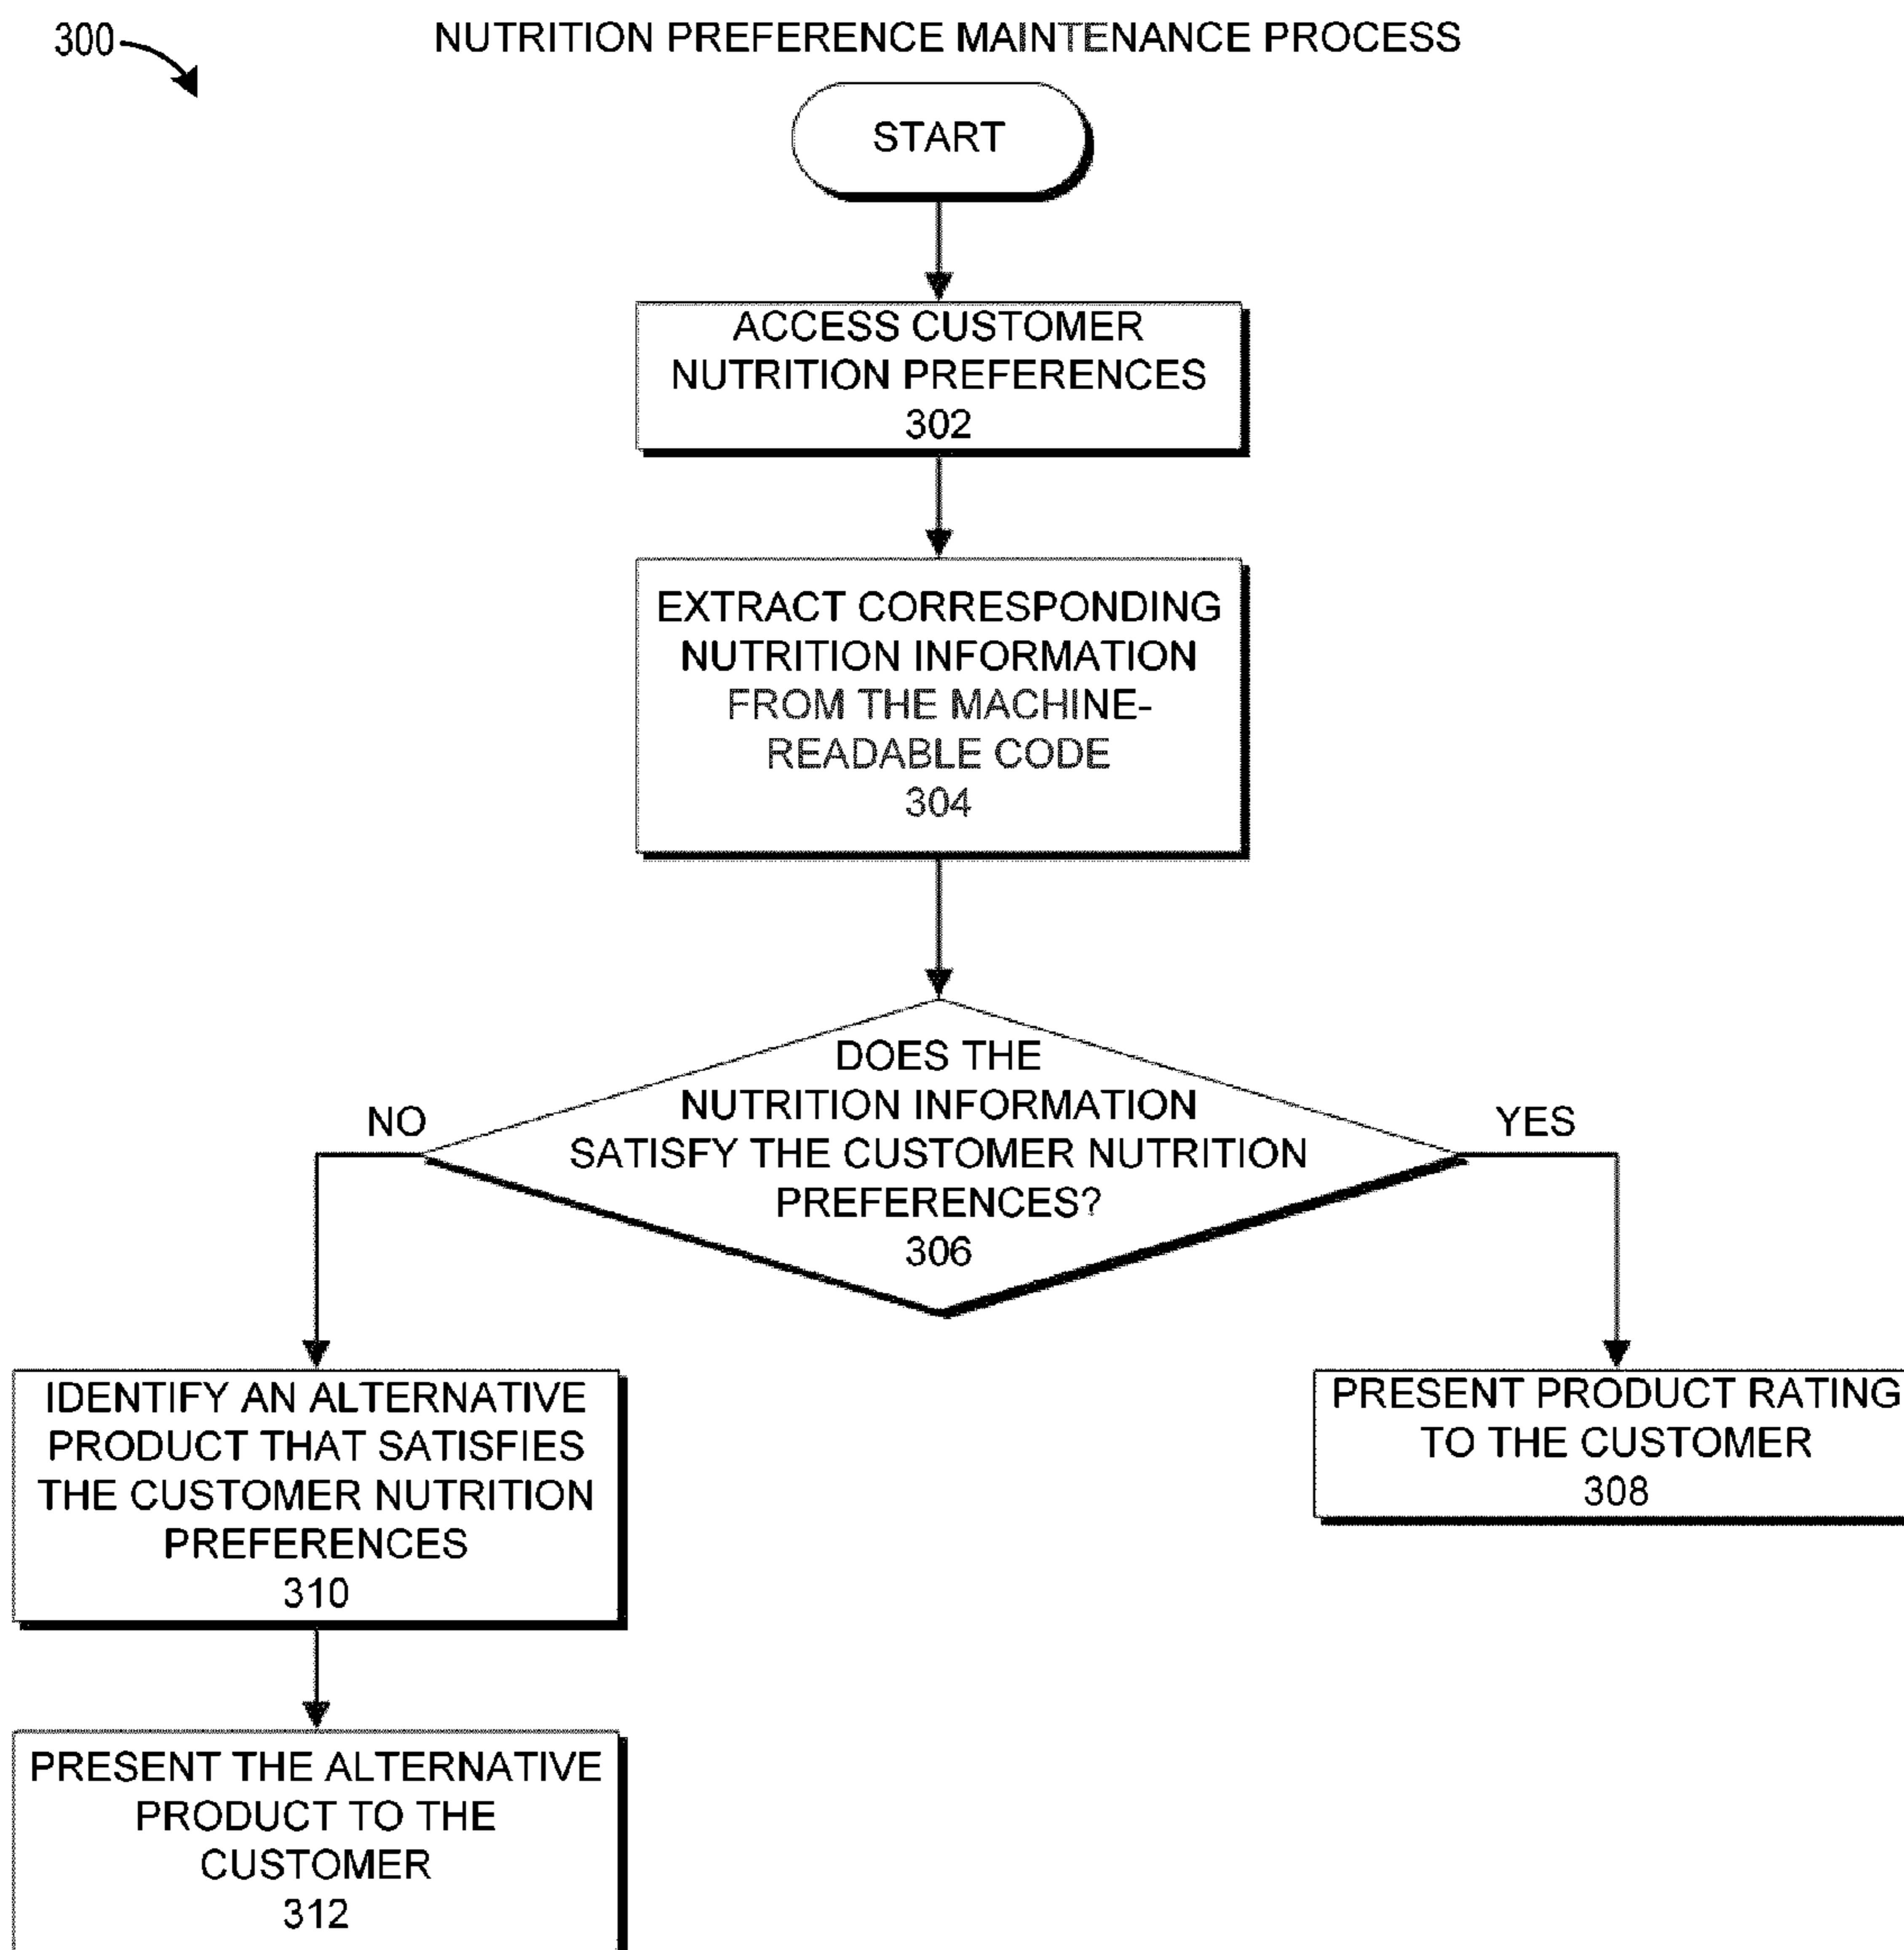 300
NUTRITION PREFERENCE MAINTENANCE PROCESS
START
ACCESS CUSTOMER
NUTRITION PREFERENCES
302
EXTRACT CORRESPONDING
NUTRITION INFORMATION
FROM THE MACHINE-
READABLE CODE
304
DOES THE
NUTRITION INFORMATION
SATISFY THE CUSTOMER NUTRITION
PREFERENCES?
306
NO
YES
IDENTIFY AN ALTERNATIVE
PRODUCT THAT SATISFIES
THE CUSTOMER NUTRITION
PREFERENCES
310
PRESENT PRODUCT RATING
TO THE CUSTOMER
308
PRESENT THE ALTERNATIVE
PRODUCT TO THE
CUSTOMER
312